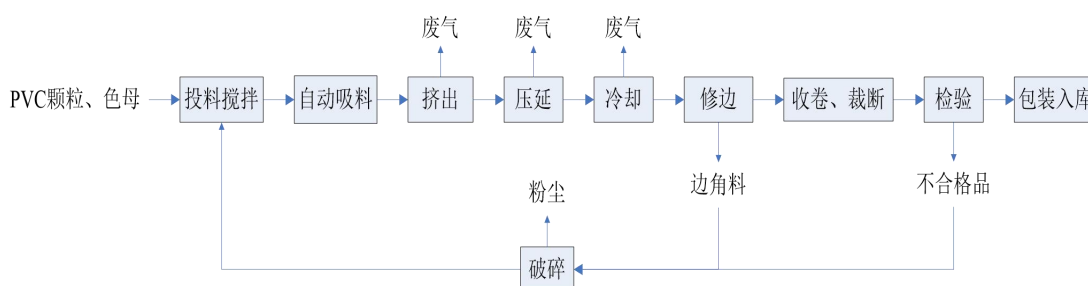 废气
废气
废气
PVC颗粒、色母
投料搅拌
自动吸料
挤出
压延
冷却
修边
收卷、裁断
检验
包装入库
边角料
不合格品
粉尘
破碎